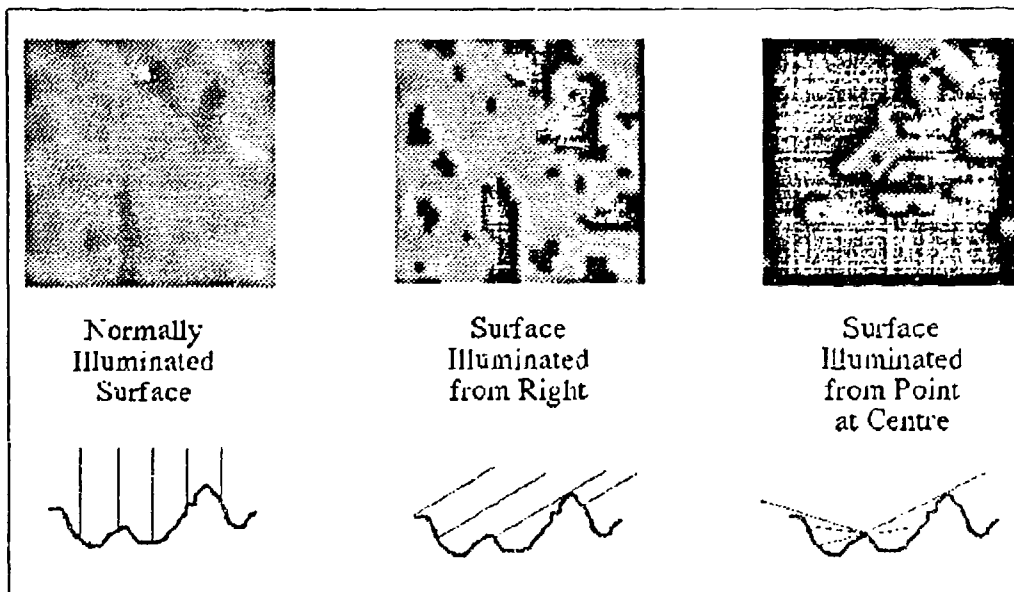 Normally
Illuminated
Surface
Surface
Illuminated
from Right
Surface
Illuminated
from Point
at Centre